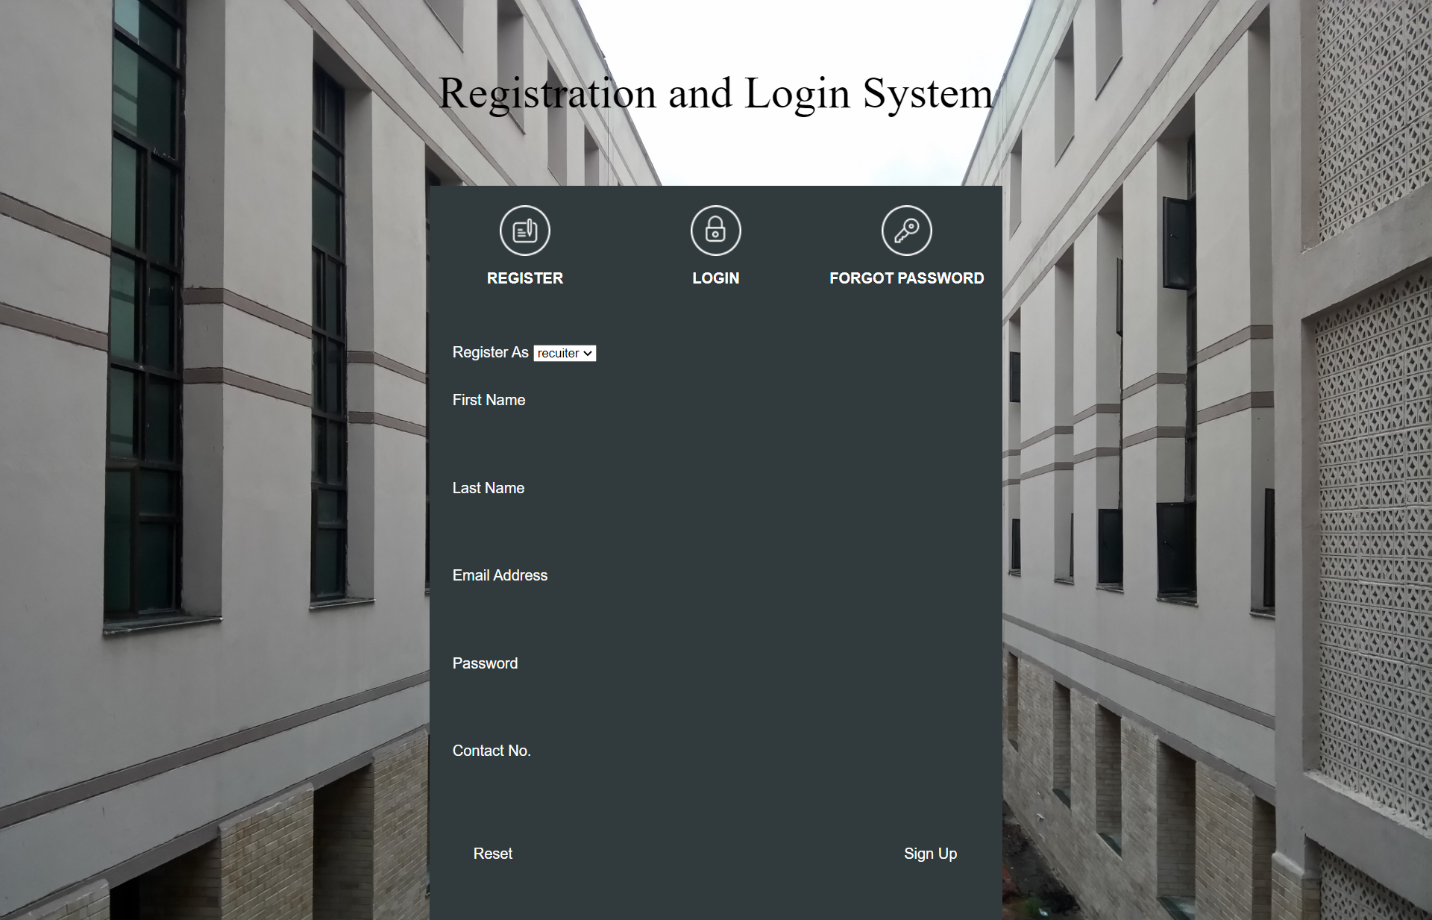 Registration and Login System
REGISTER
LOGIN
FORGOT PASSWORD
Register As recuiter
First Name
Last Name
Email Address
Password
Contact No.
Reset
Sign Up